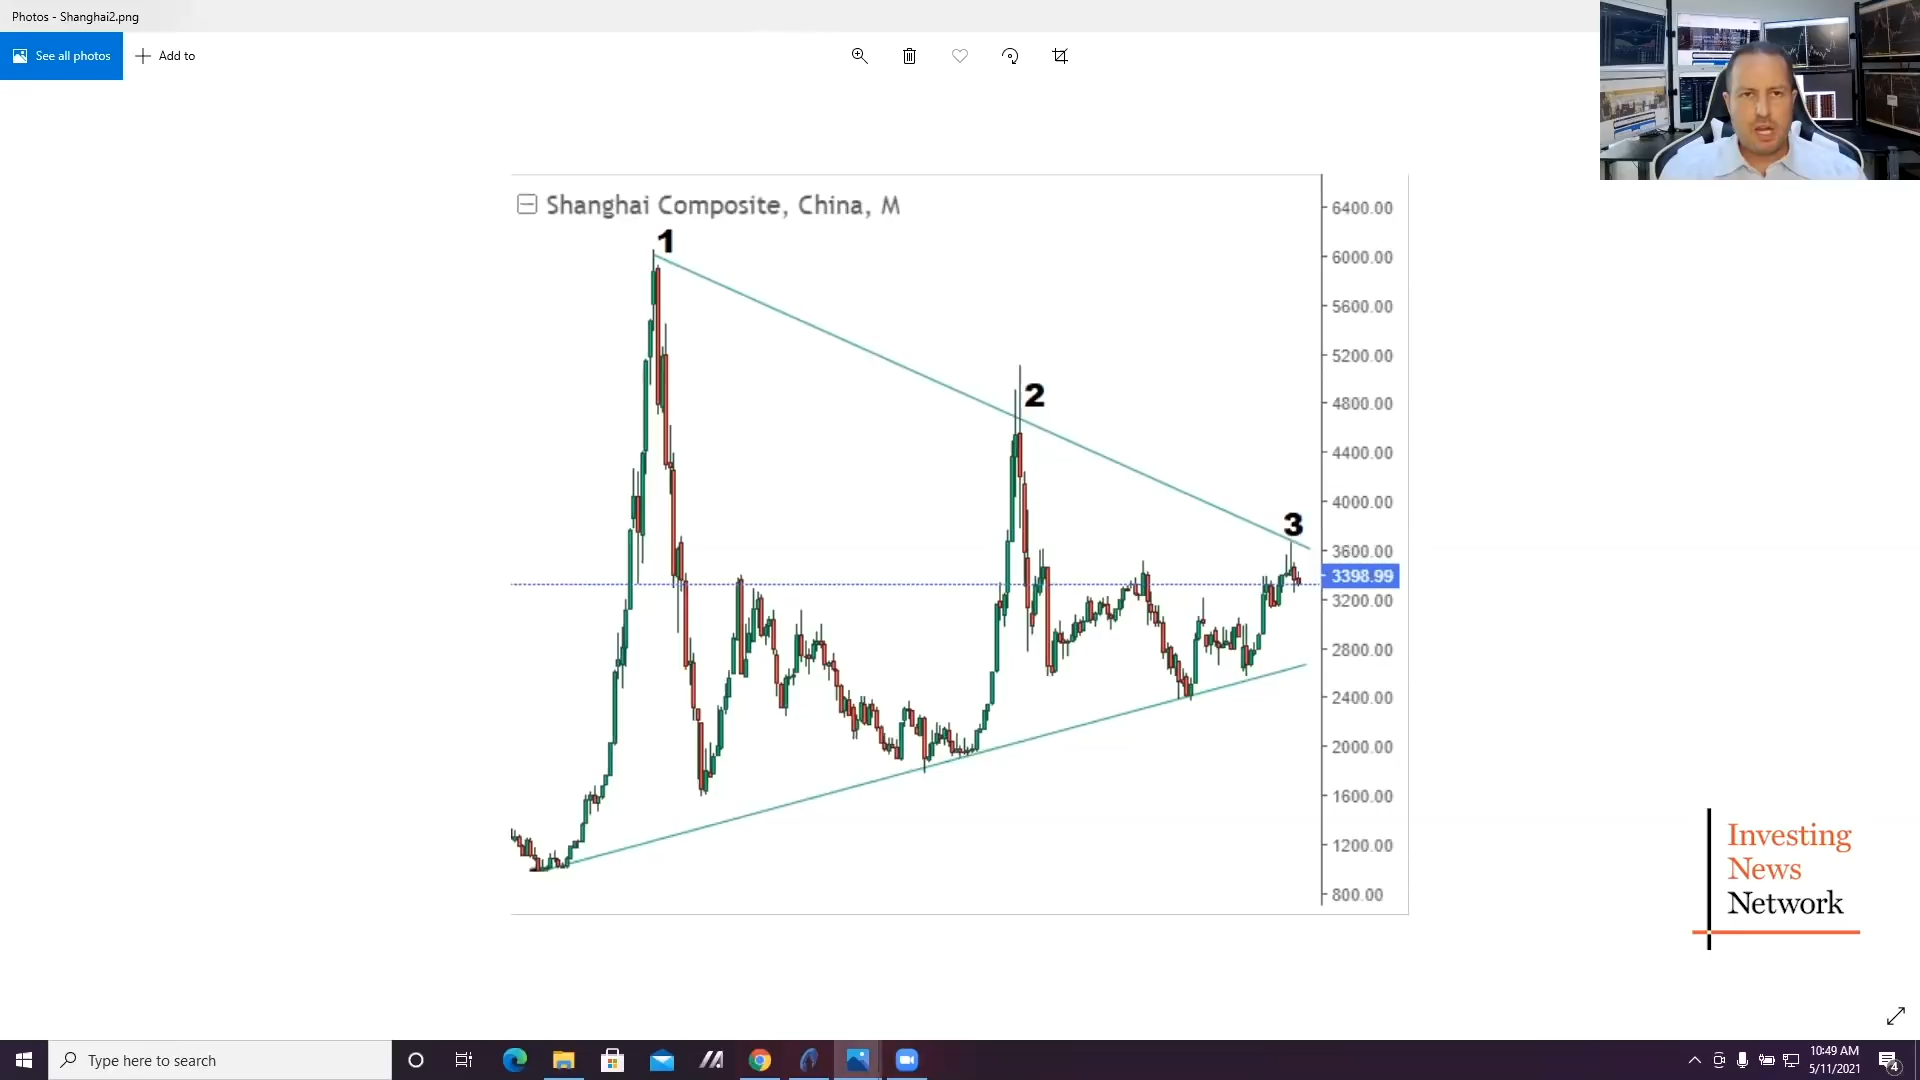 Photos - Shanghai2.png
See all photos
Add to
Shanghai Composite, China, M
1
2
3
6400.00
6000.00
5600.00
5200.00
4800.00
4400.00
4000.00
3600.00
3398.99
3200.00
2800.00
2400.00
2000.00
1600.00
1200.00
800.00
Investing
News
Network
Type here to search
10:49 AM
5/11/2021
4